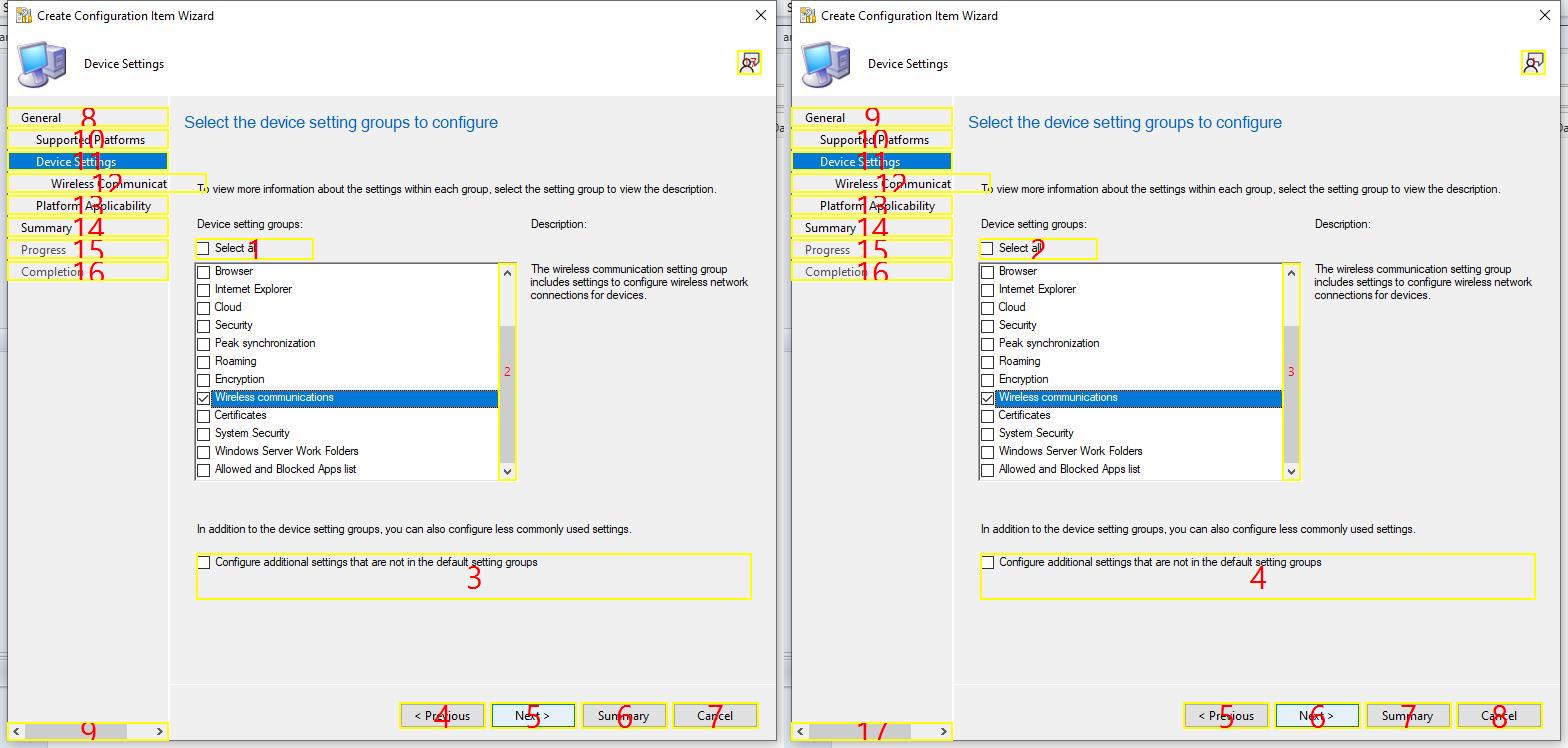 Create Configuration Item Wizard
Device Settings
7
General
8
Supported Platforms
10
Device Settings
11
Wireless Communicat
12
Platform Applicability
13
Summary
14
Progress
15
Completion
16
9
Select the device setting groups to configure
To view more infomation about the settings within each group, select the setting group to view the description.
Device setting groups:
Description:
Select all
1
Browser
Internet Explorer
Cloud
Security
Peak synchronization
Roaming
Encryption
Wireless communications
Certificates
System Security
Windows Server Work Folders
Allowed and Blocked Apps list
2
The wireless communication setting group
includes settings to configure wireless network
connections for devices.
In addition to the device setting groups, you can also configure less commonly used settings.
Configure additional settings that are not in the default setting groups
3
< Previous
4
Next >
5
Summary
6
Cancel
7
Create Configuration Item Wizard
Device Settings
General
9
Supported Platforms
10
Device Settings
11
Wireless Communicat
12
Platform Applicability
13
Summary
14
Progress
15
Completion
16
17
Select the device setting groups to configure
To view more infomation about the settings within each group, select the setting group to view the description.
Device setting groups:
Description:
Select all
2
Browser
Internet Explorer
Cloud
Security
Peak synchronization
Roaming
Encryption
Wireless communications
Certificates
System Security
Windows Server Work Folders
Allowed and Blocked Apps list
3
The wireless communication setting group
includes settings to configure wireless network
connections for devices.
In addition to the device setting groups, you can also configure less commonly used settings.
Configure additional settings that are not in the default setting groups
4
< Previous
5
Next >
6
Summary
7
Cancel
8